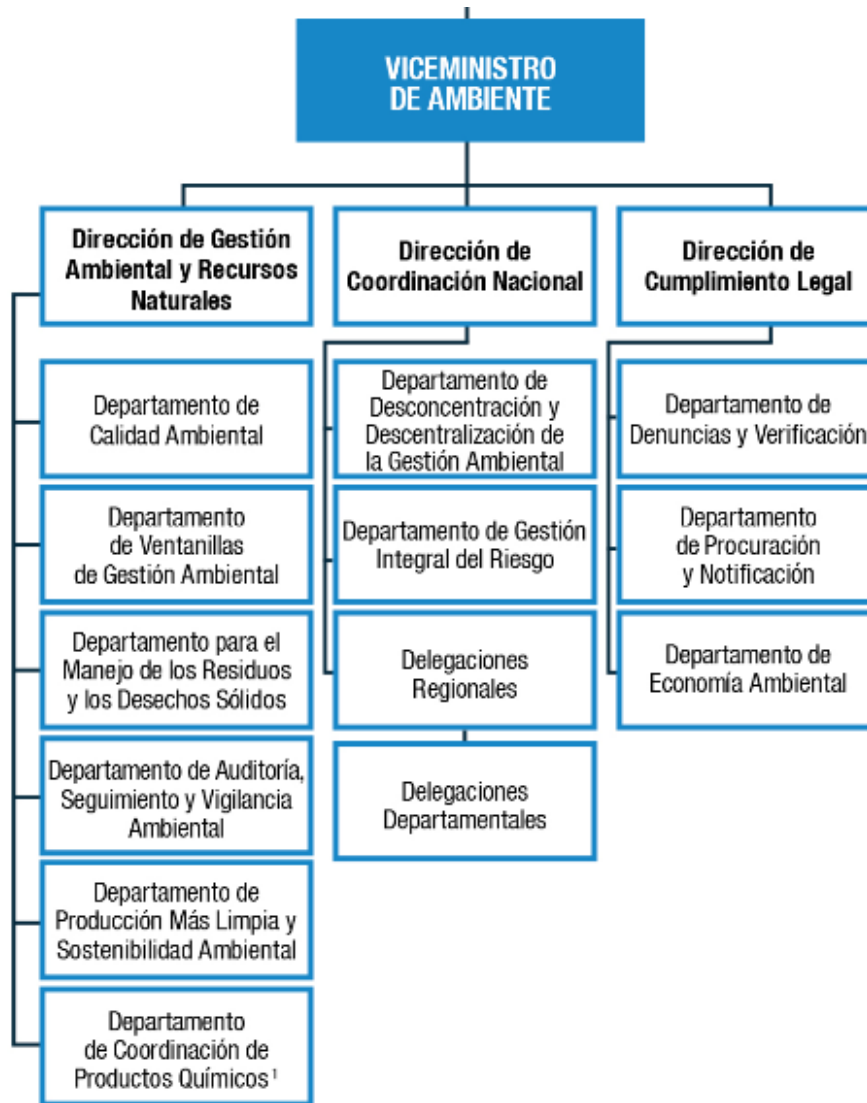 VICEMINISTRO
DE AMBIENTE
Dirección de Gestión
Ambiental y Recursos
Naturales
Departamento de
Calidad Ambiental
Departamento
de Ventanillas
de Gestión Ambiental
Departamento para el
Manejo de los Residuos
y los Desechos Sólidos
Departamento de Auditoría,
Seguimiento y Vigilancia
Ambiental
Departamento de
Producción Más Limpia y
Sostenibilidad Ambiental
Departamento
de Coordinación de
Productos Químicos¹
Dirección de
Coordinación Nacional
Departamento de
Desconcentración y
Descentralización de
la Gestión Ambiental
Departamento de Gestión
Integral del Riesgo
Delegaciones
Regionales
Delegaciones
Departamentales
Dirección de
Cumplimiento Legal
Departamento de
Denuncias y Verificación
Departamento
de Procuración
y Notificación
Departamento de
Economía Ambiental